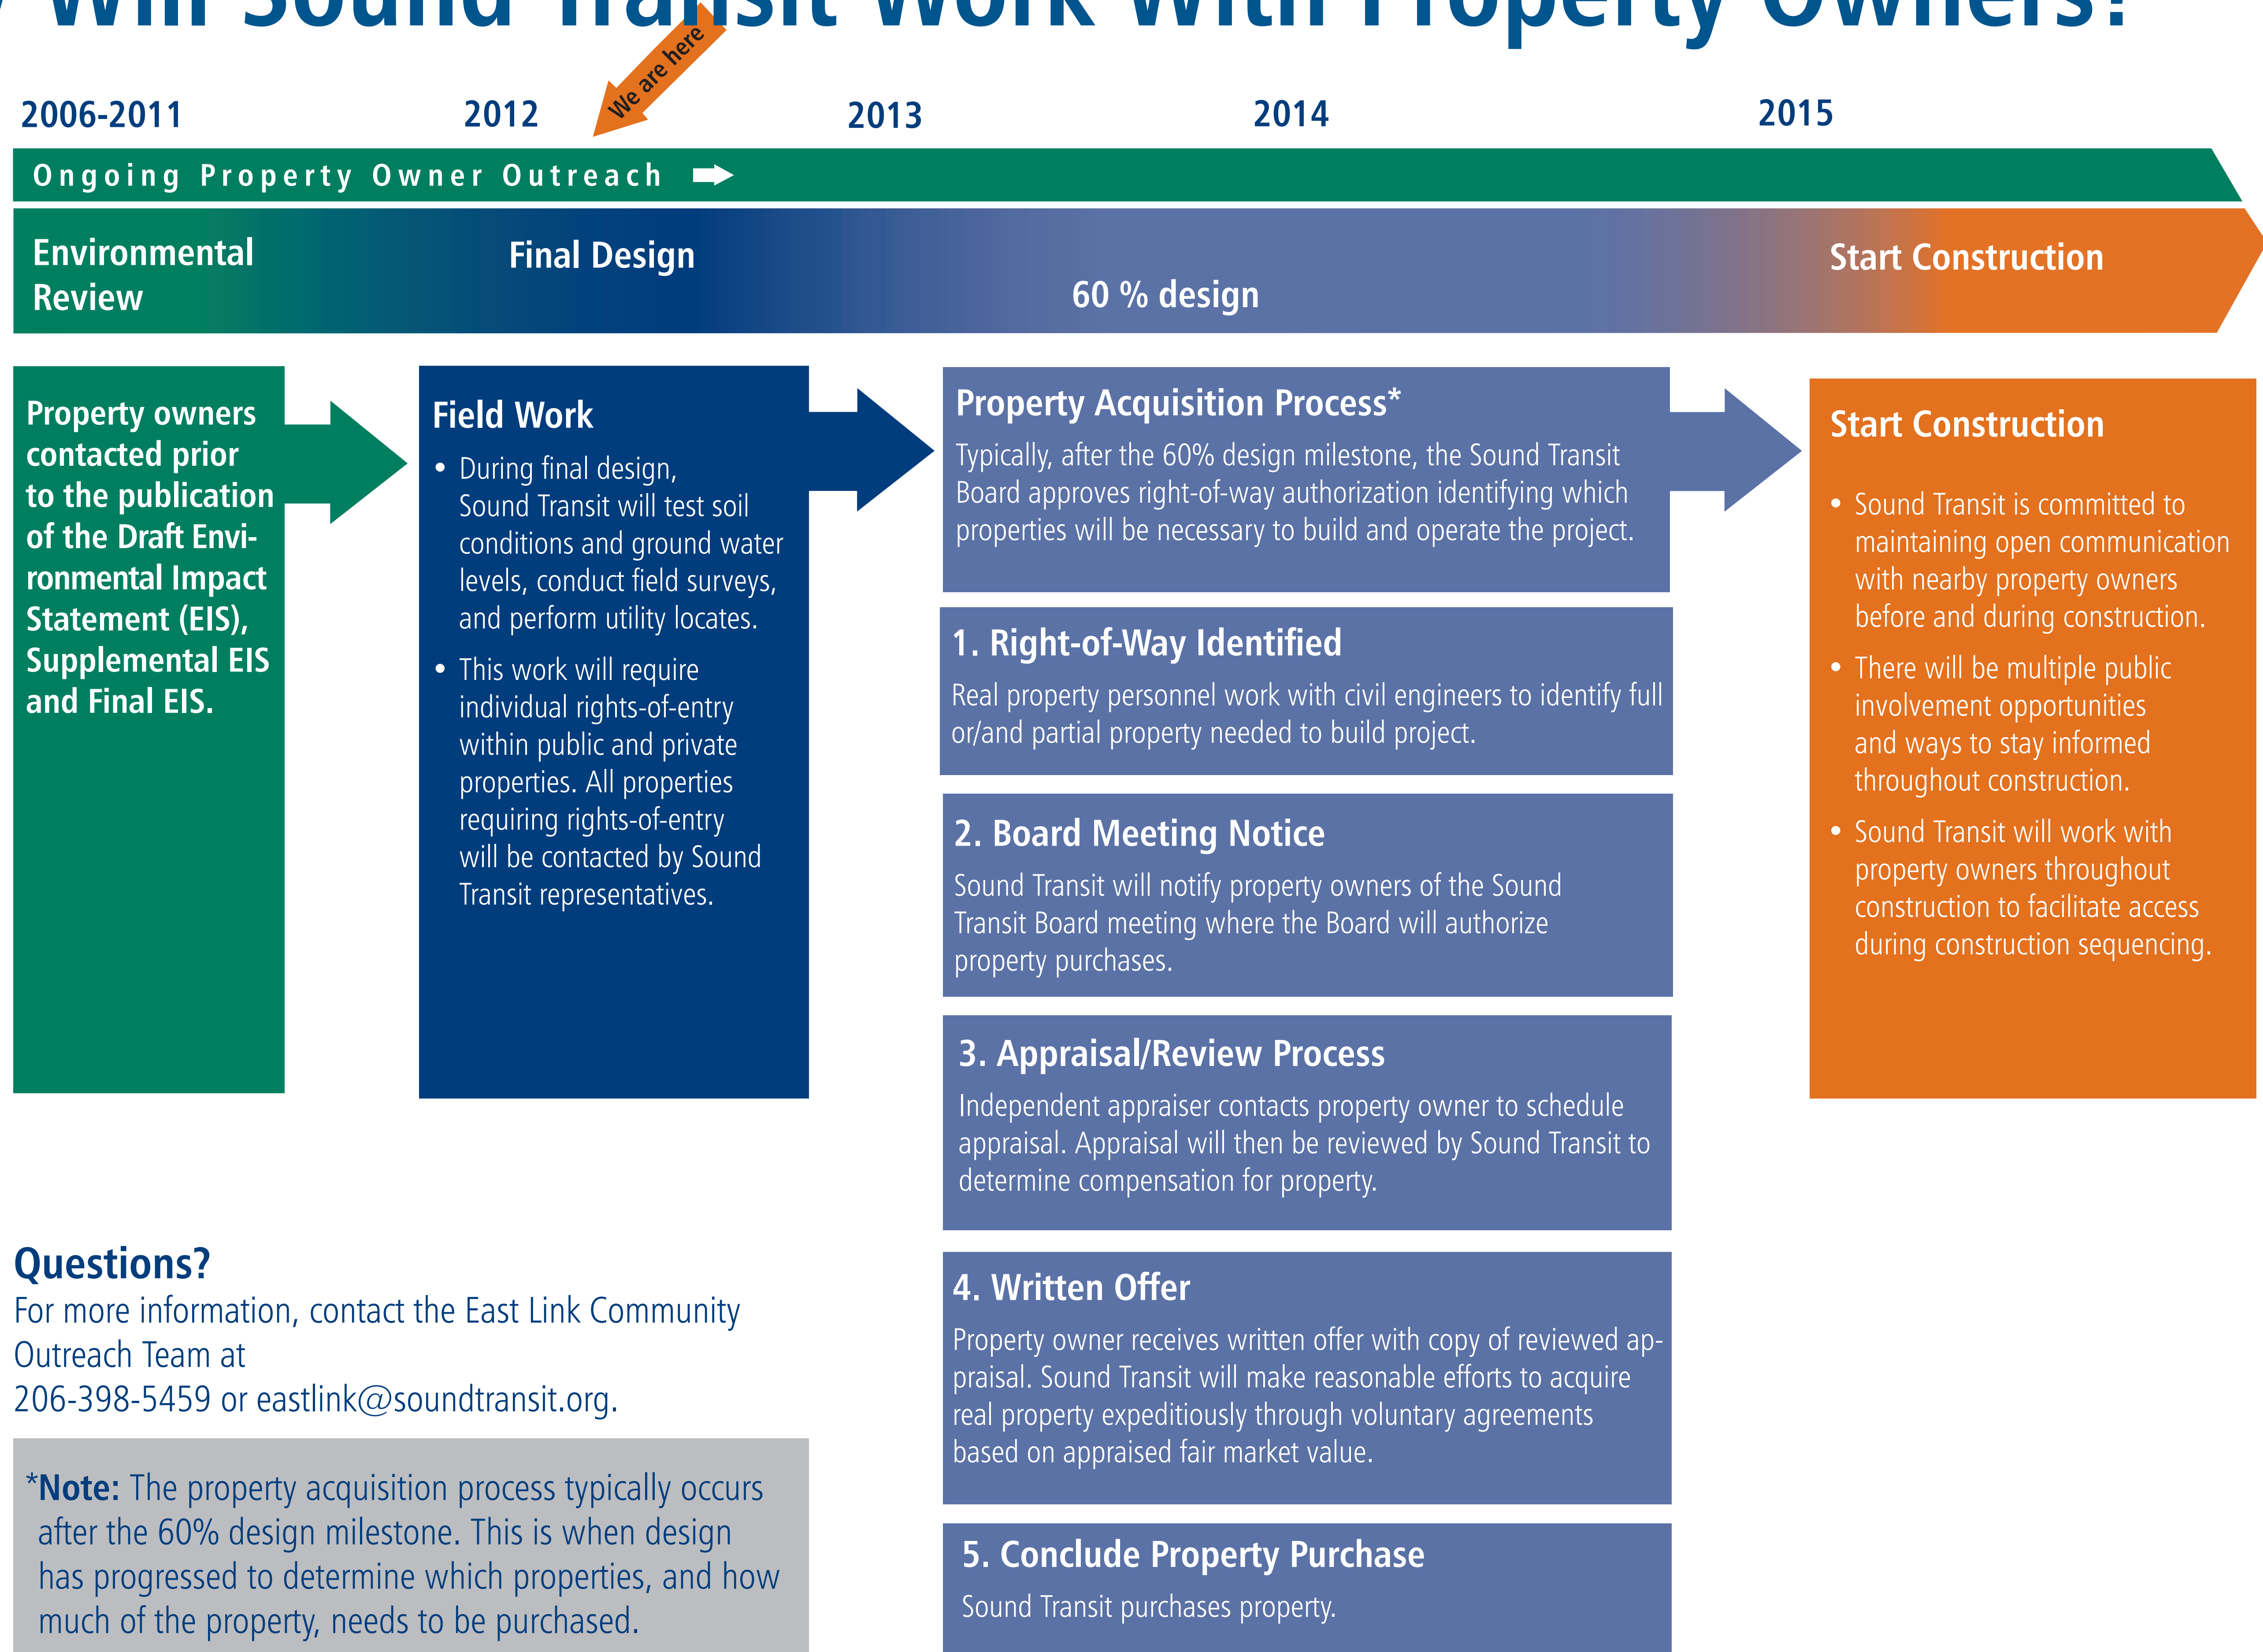 Will Sound Transit Work With Property Owners?
We are here
2006-2011
2012
2013
2014
2015
Ongoing Property Owner Outreach
Environmental
Review
Final Design
60 % design
Start Construction
Property owners
contacted prior
to the publication
of the Draft Envi-
ronmental Impact
Statement (EIS),
Supplemental EIS
and Final EIS.
Field Work
• During final design,
Sound Transit will test soil
conditions and ground water
levels, conduct field surveys,
and perform utility locates.
• This work will require
individual rights-of-entry
within public and private
properties. All properties
requiring rights-of-entry
will be contacted by Sound
Transit representatives.
Property Acquisition Process*
Typically, after the 60% design milestone, the Sound Transit
Board approves right-of-way authorization identifying which
properties will be necessary to build and operate the project.
1. Right-of-Way Identified
Real property personnel work with civil engineers to identify full
or/and partial property needed to build project.
2. Board Meeting Notice
Sound Transit will notify property owners of the Sound
Transit Board meeting where the Board will authorize
property purchases.
3. Appraisal/Review Process
Independent appraiser contacts property owner to schedule
appraisal. Appraisal will then be reviewed by Sound Transit to
determine compensation for property.
4. Written Offer
Property owner receives written offer with copy of reviewed ap-
praisal. Sound Transit will make reasonable efforts to acquire
real property expeditiously through voluntary agreements
based on appraised fair market value.
5. Conclude Property Purchase
Sound Transit purchases property.
Start Construction
• Sound Transit is committed to
maintaining open communication
with nearby property owners
before and during construction.
• There will be multiple public
involvement opportunities
and ways to stay informed
throughout construction.
• Sound Transit will work with
property owners throughout
construction to facilitate access
during construction sequencing.
Questions?
For more information, contact the East Link Community
Outreach Team at
206-398-5459 or eastlink@soundtransit.org.
*Note: The property acquisition process typically occurs
after the 60% design milestone. This is when design
has progressed to determine which properties, and how
much of the property, needs to be purchased.